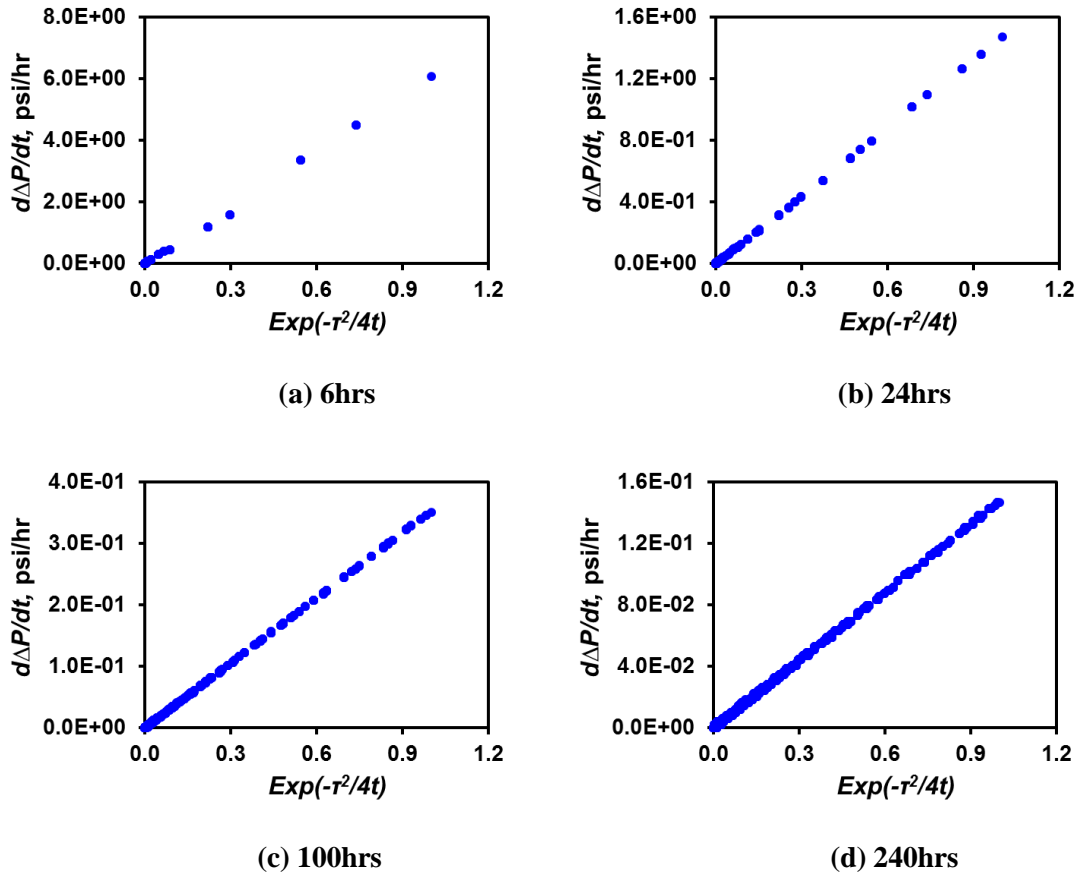 8.0E+00
6.0E+00
4.0E+00
2.0E+00
0.0E+00
dΔP/dt, psi/hr
0.0 0.3 0.6 0.9 1.2
Exp(-τ²/4t)
(a) 6hrs
1.6E+00
1.2E+00
8.0E-01
4.0E-01
0.0E+00
dΔP/dt, psi/hr
0.0 0.3 0.6 0.9 1.2
Exp(-τ²/4t)
(b) 24hrs
4.0E-01
3.0E-01
2.0E-01
1.0E-01
0.0E+00
dΔP/dt, psi/hr
0.0 0.3 0.6 0.9 1.2
Exp(-τ²/4t)
(c) 100hrs
1.6E-01
1.2E-01
8.0E-02
4.0E-02
0.0E+00
dΔP/dt, psi/hr
0.0 0.3 0.6 0.9 1.2
Exp(-τ²/4t)
(d) 240hrs